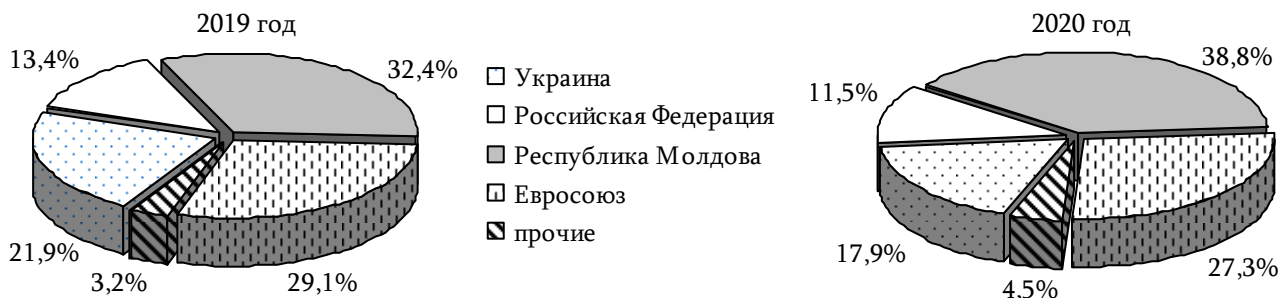 2019 год
13,4%
32,4%
21,9%
3,2%
29,1%
Украина
Российская Федерация
Республика Молдова
Евросоюз
прочие
2020 год
38,8%
11,5%
17,9%
4,5%
27,3%